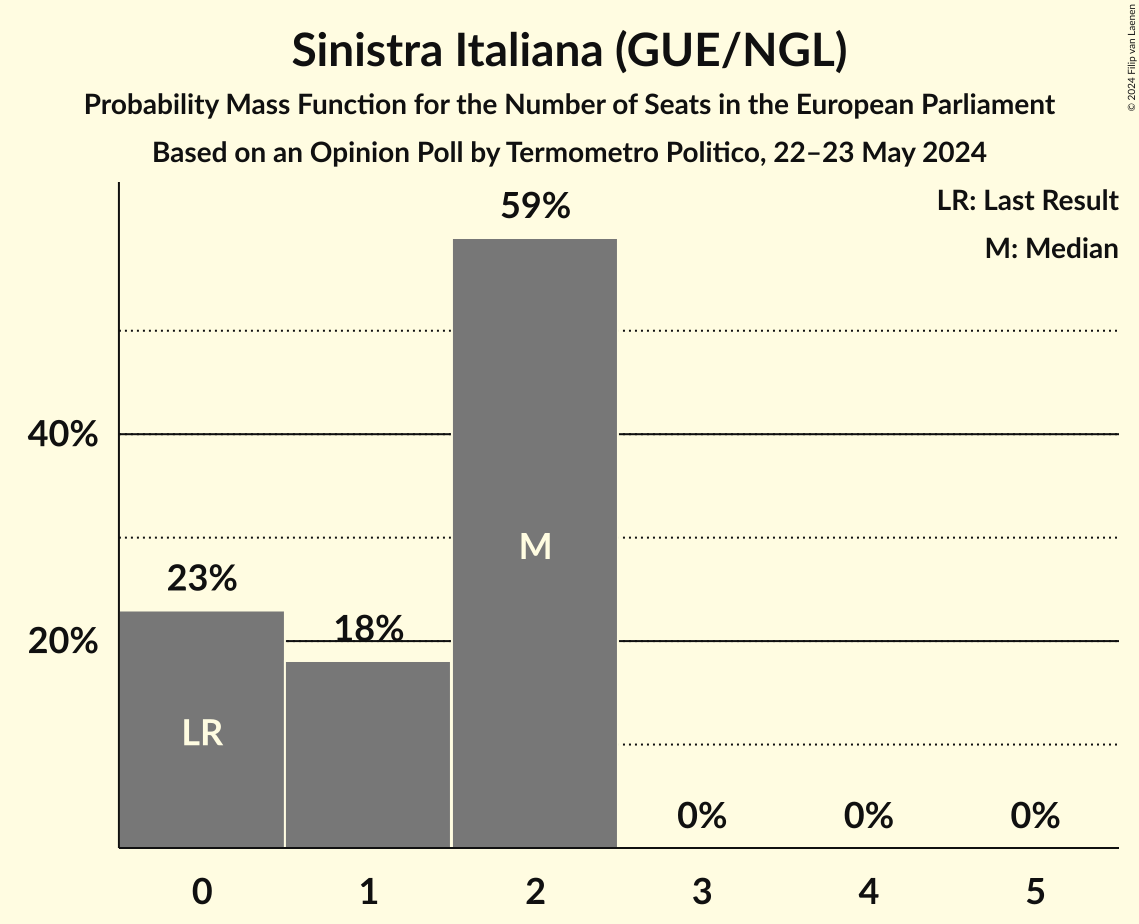 © 2024 Filip van Laenen
Sinistra Italiana (GUE/NGL)
Probability Mass Function for the Number of Seats in the European Parliament
Based on an Opinion Poll by Termometro Politico, 22–23 May 2024
LR: Last Result
M: Median
59%
40%
M
23%
18%
20%
LR
0% 0% 0%
0 1 2 3 4 5